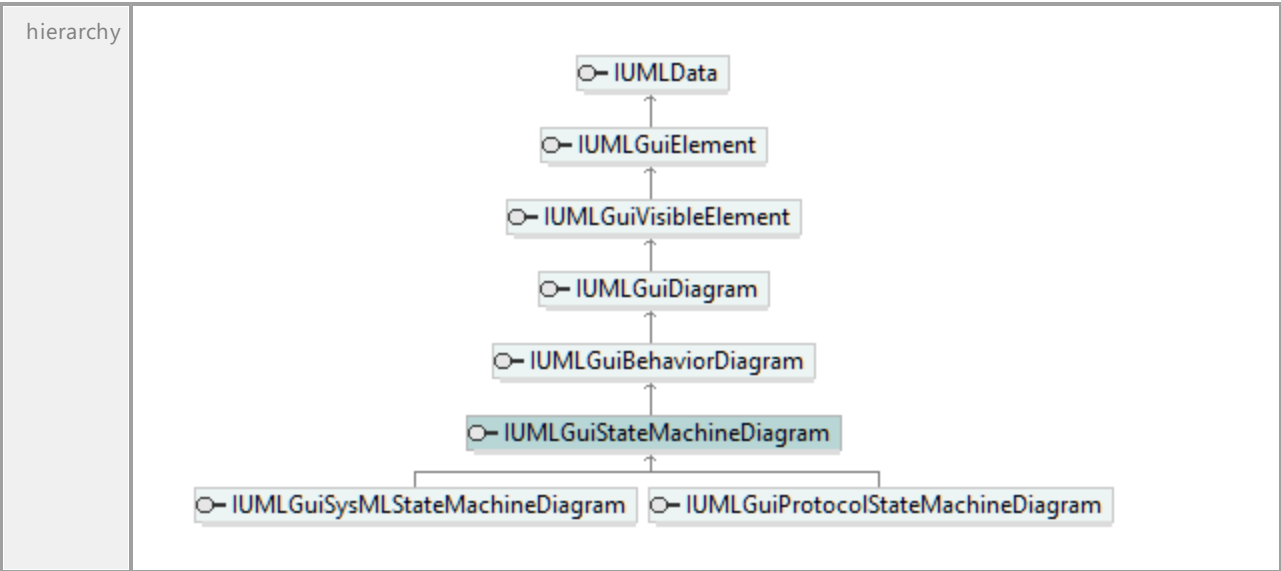 hierarchy
IUMLData
IUMLGuiElement
IUMLGuiVisibleElement
IUMLGuiDiagram
IUMLGuiBehaviorDiagram
IUMLGuiStateMachineDiagram
IUMLGuiSysMLStateMachineDiagram IUMLGuiProtocolStateMachineDiagram